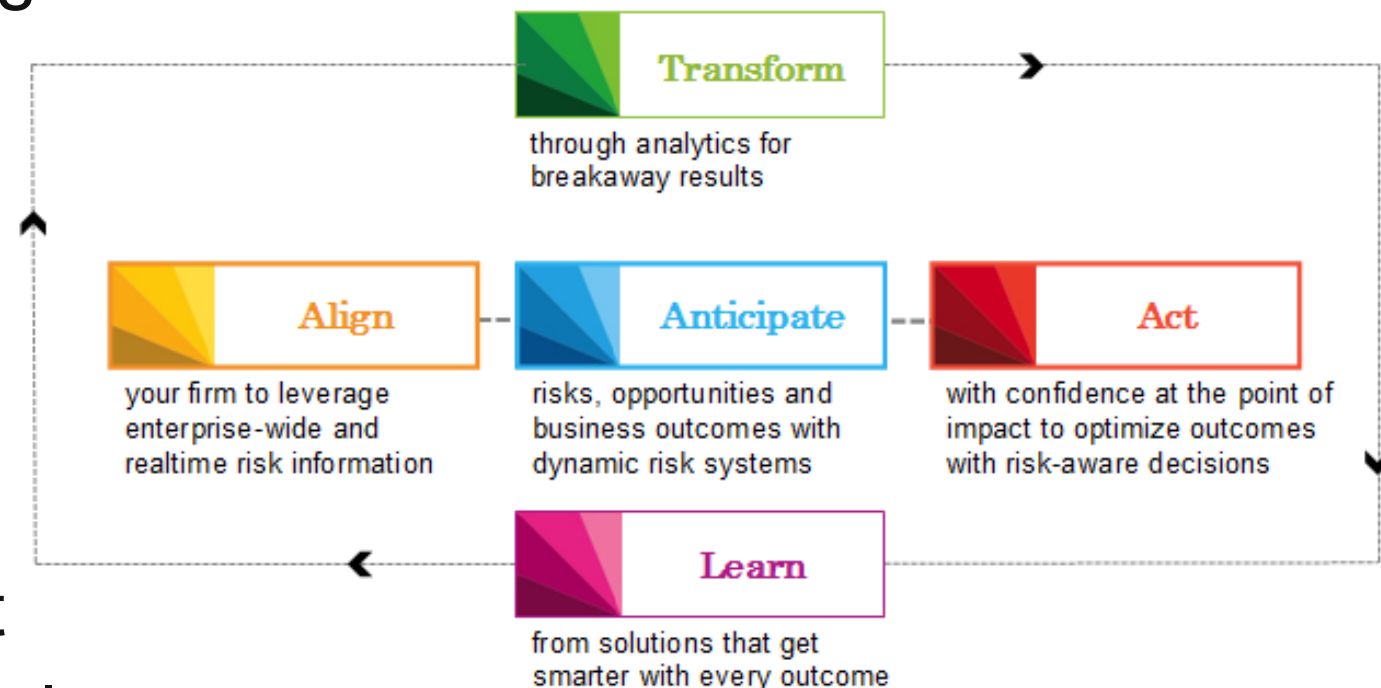 Transform
through analytics for
breakaway results
Align
your firm to leverage
enterprise-wide and
realtime risk information
Anticipate
risks, opportunities and
business outcomes with
dynamic risk systems
Act
with confidence at the point of
impact to optimize outcomes
with risk-aware decisions
Learn
from solutions that get
smarter with every outcome